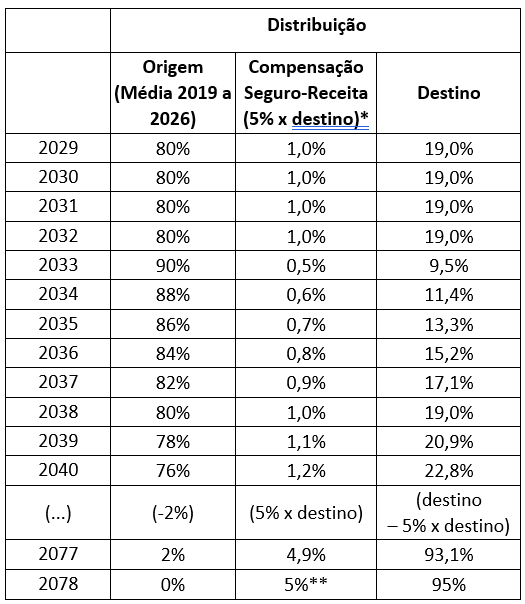 Distribuição
Origem
(Média 2019 a
2026)
Compensação
Seguro-Receita
(5% x destino)*
Destino
2029 80% 1,0% 19,0%
2030 80% 1,0% 19,0%
2031 80% 1,0% 19,0%
2032 80% 1,0% 19,0%
2033 90% 0,5% 9,5%
2034 88% 0,6% 11,4%
2035 86% 0,7% 13,3%
2036 84% 0,8% 15,2%
2037 82% 0,9% 17,1%
2038 80% 1,0% 19,0%
2039 78% 1,1% 20,9%
2040 76% 1,2% 22,8%
(...) (-2%) (5% x destino) (destino
– 5% x destino)
2077 2% 4,9% 93,1%
2078 0% 5%** 95%